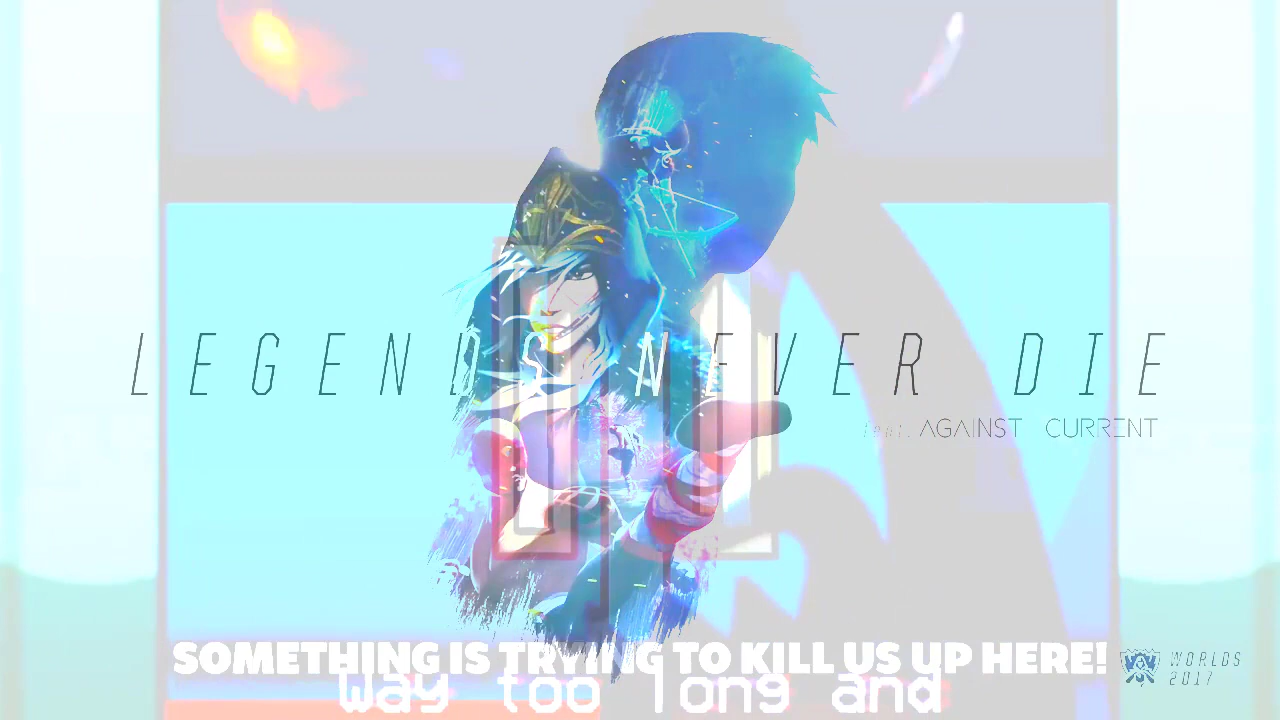 LEGENDS NEVER DIE
feat. AGAINST CURRENT
SOMETHING IS TRYING TO KILL US UP HERE!
WORLDS
2017
way too long and